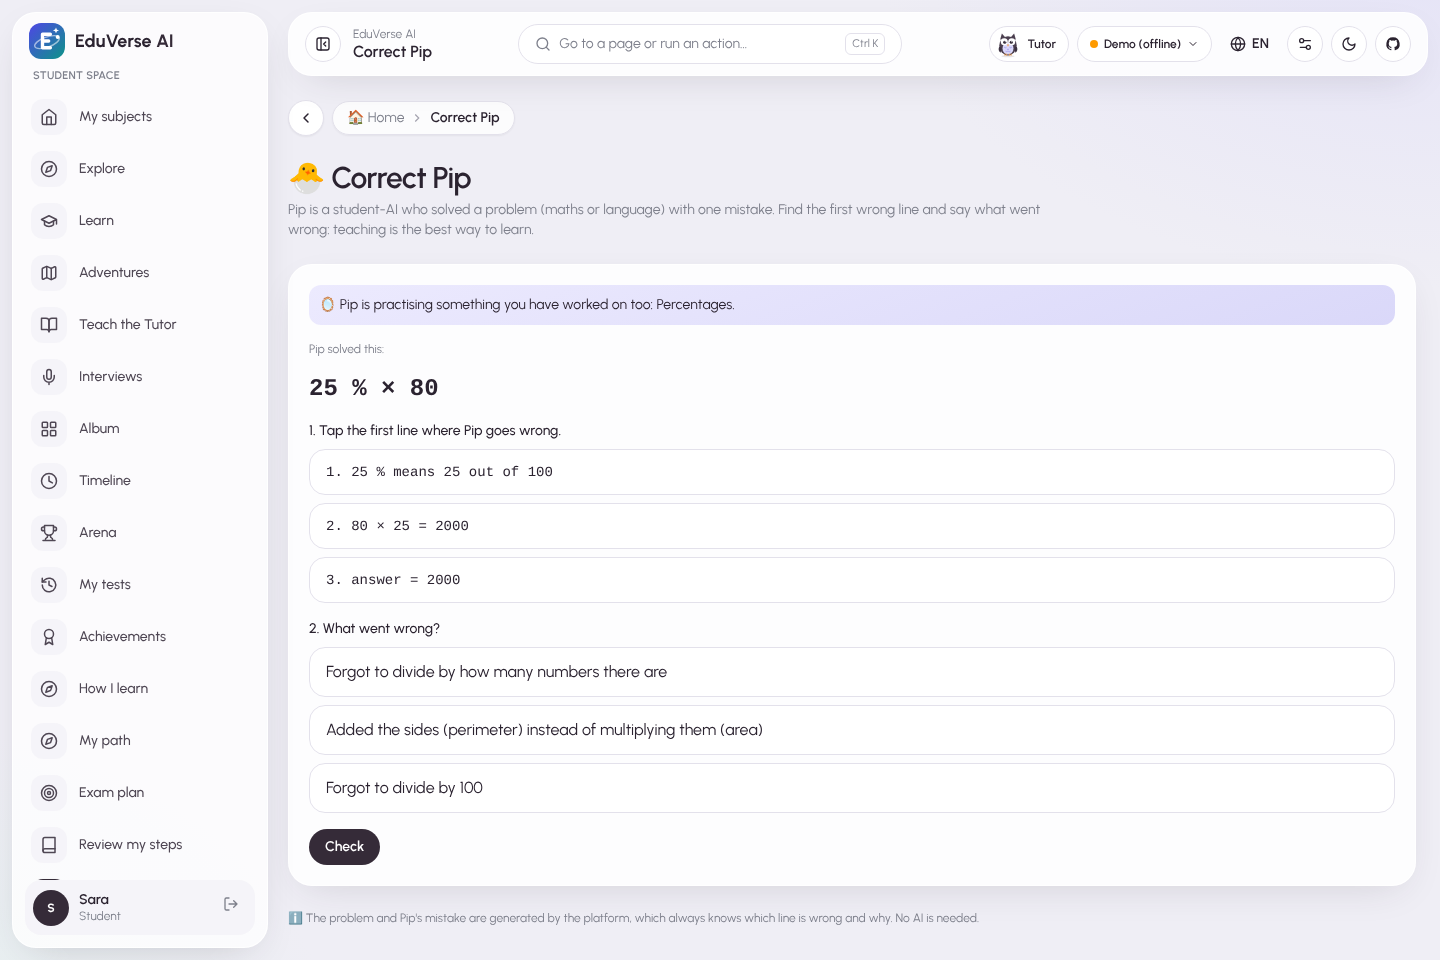 EduVerse AI
STUDENT SPACE
My subjects
Explore
Learn
Adventures
Teach the Tutor
Interviews
Album
Timeline
Arena
My tests
Achievements
How I learn
My path
Exam plan
Review my steps
S
Sara
Student
EduVerse AI
Correct Pip
Go to a page or run an action...
Ctrl K
Tutor
Demo (offline)
EN
Home
Correct Pip
Correct Pip
Pip is a student-AI who solved a problem (maths or language) with one mistake. Find the first wrong line and say what went
wrong: teaching is the best way to learn.
Pip is practising something you have worked on too: Percentages.
Pip solved this:
25 % × 80
1. Tap the first line where Pip goes wrong.
1. 25 % means 25 out of 100
2. 80 × 25 = 2000
3. answer = 2000
2. What went wrong?
Forgot to divide by how many numbers there are
Added the sides (perimeter) instead of multiplying them (area)
Forgot to divide by 100
Check
The problem and Pip's mistake are generated by the platform, which always knows which line is wrong and why. No AI is needed.